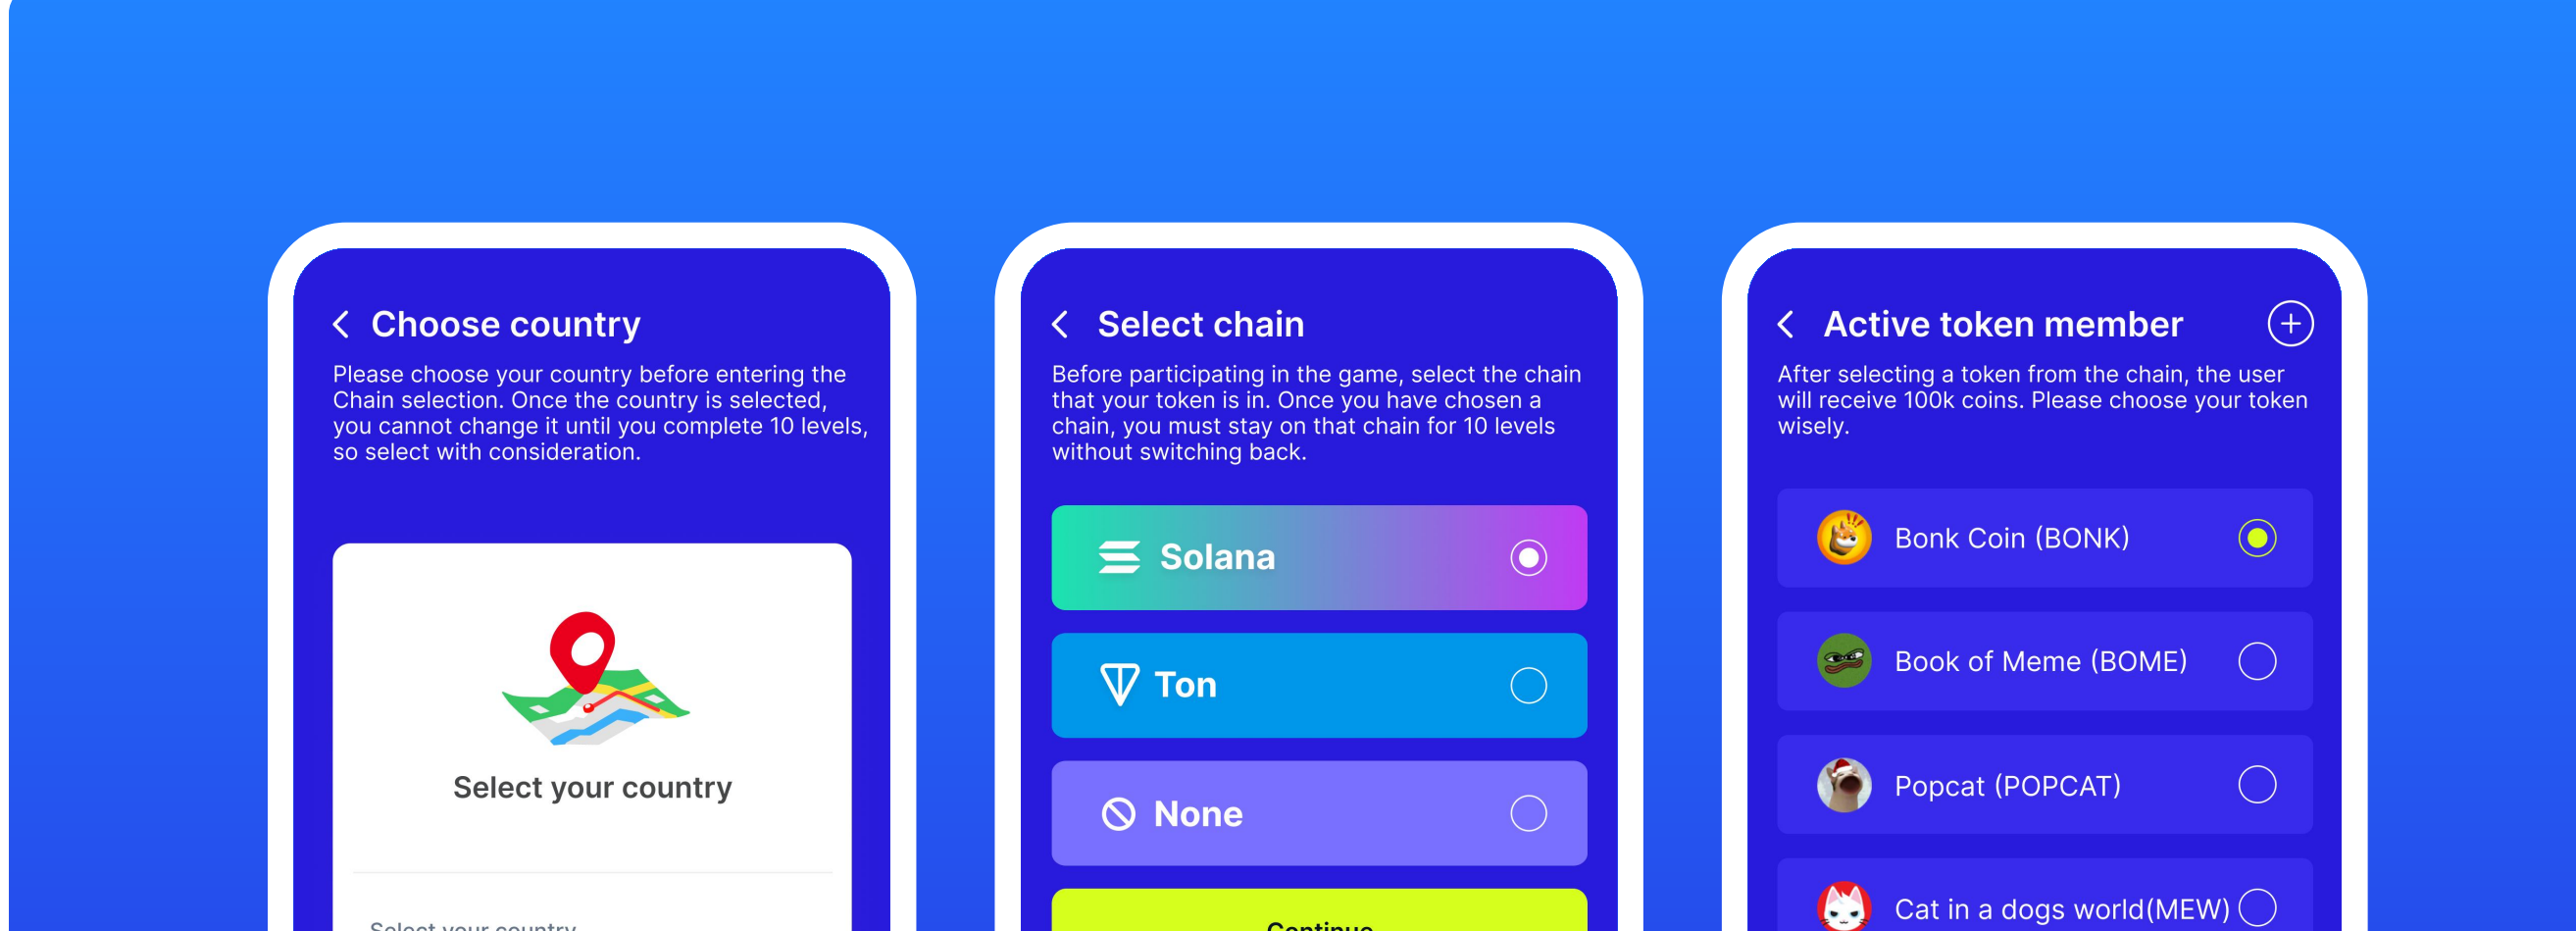 Choose country
Please choose your country before entering the
Chain selection. Once the country is selected,
you cannot change it until you complete 10 levels,
so select with consideration.
Select your country
Select your country
Select chain
Before participating in the game, select the chain
that your token is in. Once you have chosen a
chain, you must stay on that chain for 10 levels
without switching back.
Solana
Ton
None
Continue
Active token member
After selecting a token from the chain, the user
will receive 100k coins. Please choose your token
wisely.
Bonk Coin (BONK)
Book of Meme (BOME)
Popcat (POPCAT)
Cat in a dogs world(MEW)